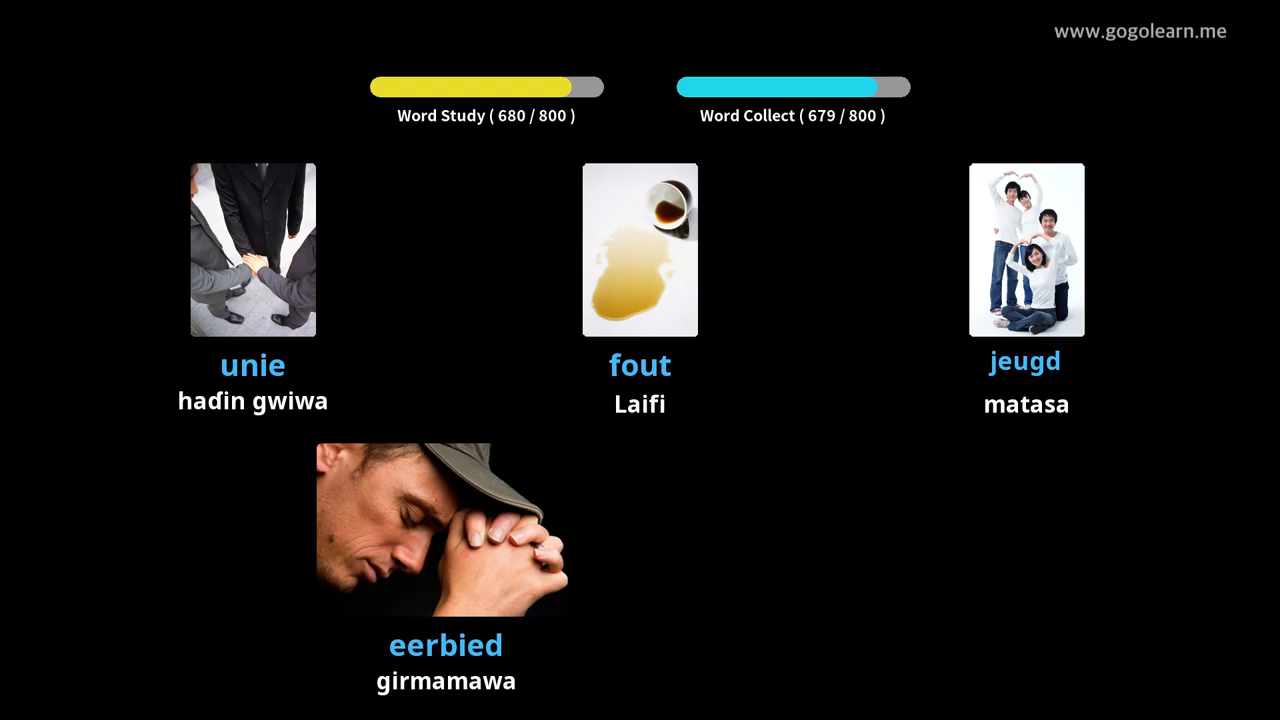 www.gogolearn.me
Word Study ( 680 / 800 )
Word Collect ( 679 / 800 )
unie
fout
jeugd
haɗin gwiwa
Laifi
matasa
eerbied
girmamawa